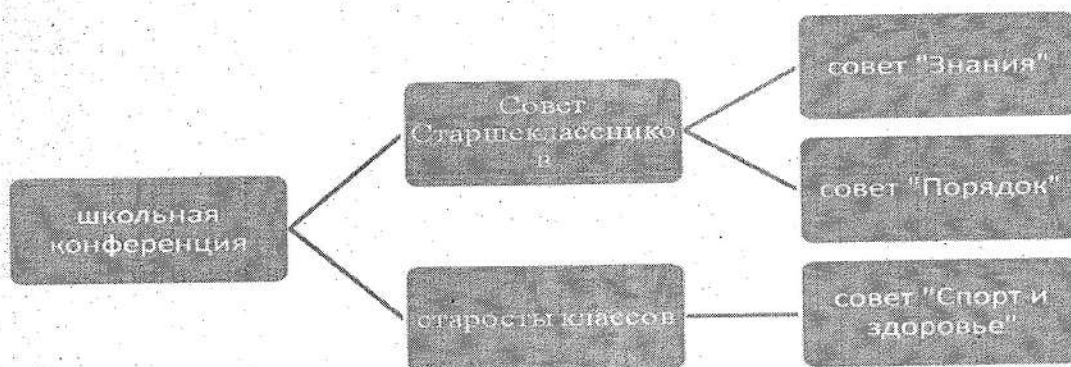 школьная
конференция
Совет
Старшекласснико
в
старосты классов
совет "Знания"
совет "Порядок"
совет "Спорт и
здоровье"